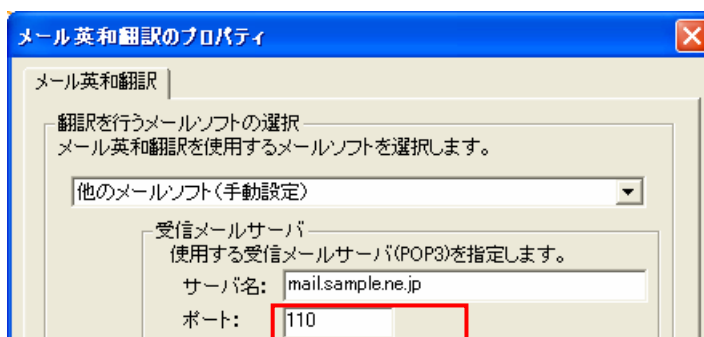 メール英和翻訳のプロパティ
メール英和翻訳
翻訳を行うメールソフトの選択
メール英和翻訳を使用するメールソフトを選択します。
他のメールソフト(手動設定)
受信メールサーバ
使用する受信メールサーバ(POP3)を指定します。
サーバ名: mail.sample.ne.jp
ポート: 110